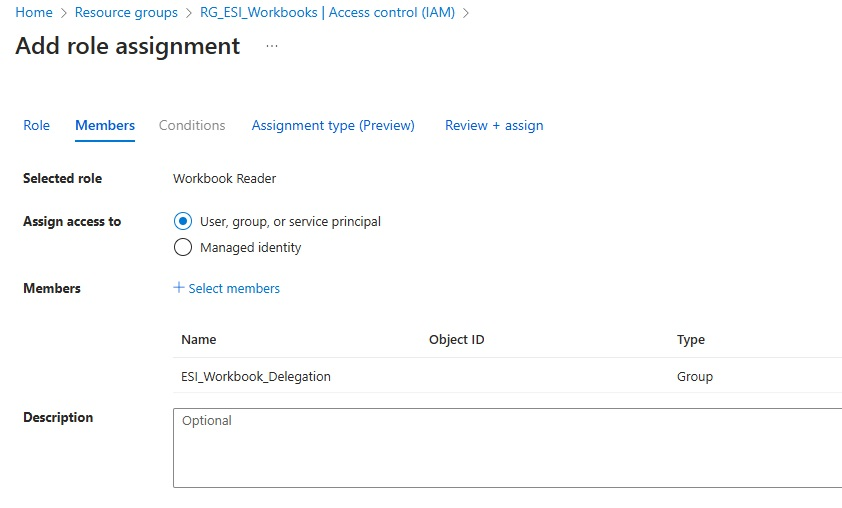 Home > Resource groups > RG_ESI_Workbooks | Access control (IAM) >
Add role assignment ...
Role Members Conditions Assignment type (Preview) Review + assign
Selected role Workbook Reader
Assign access to User, group, or service principal
Managed identity
Members + Select members
Name Object ID Type
ESI_Workbook_Delegation Group
Description Optional